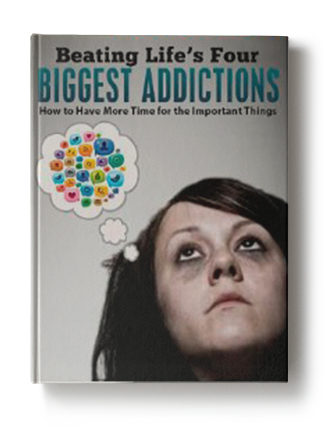 Beating Life's Four
BIGGEST ADDICTIONS
How to Have More Time for the Important Things